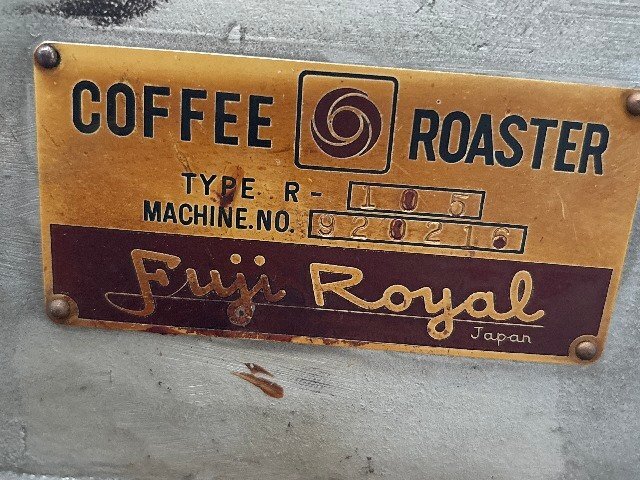 COFFEE ROASTER
TYPE R- 105
MACHINE.NO. 920216
Fuji Royal
Japan